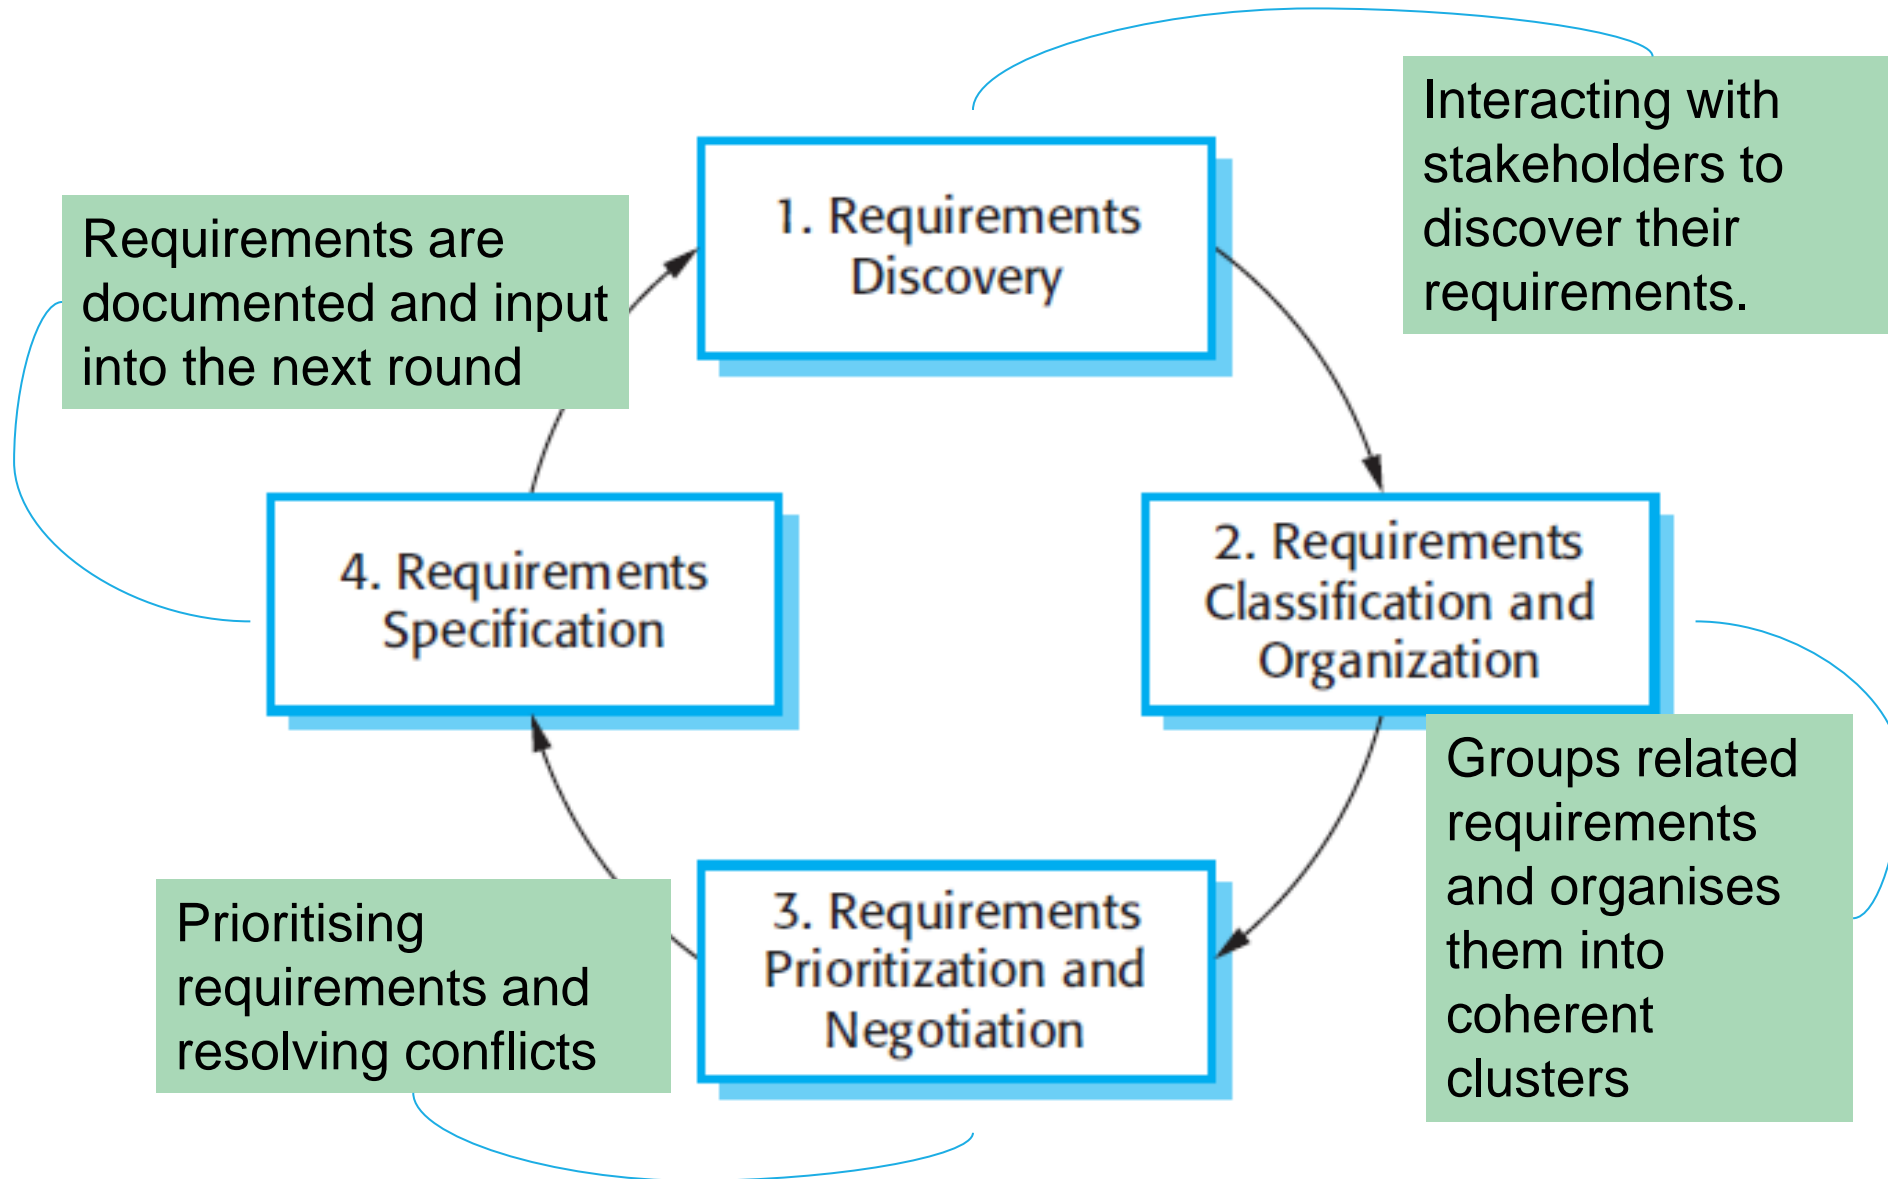 Interacting with
stakeholders to
discover their
requirements.
1. Requirements
Discovery
Requirements are
documented and input
into the next round
2. Requirements
Classification and
Organization
4. Requirements
Specification
Groups related
requirements
and organises
them into
coherent
clusters
3. Requirements
Prioritization and
Negotiation
Prioritising
requirements and
resolving conflicts